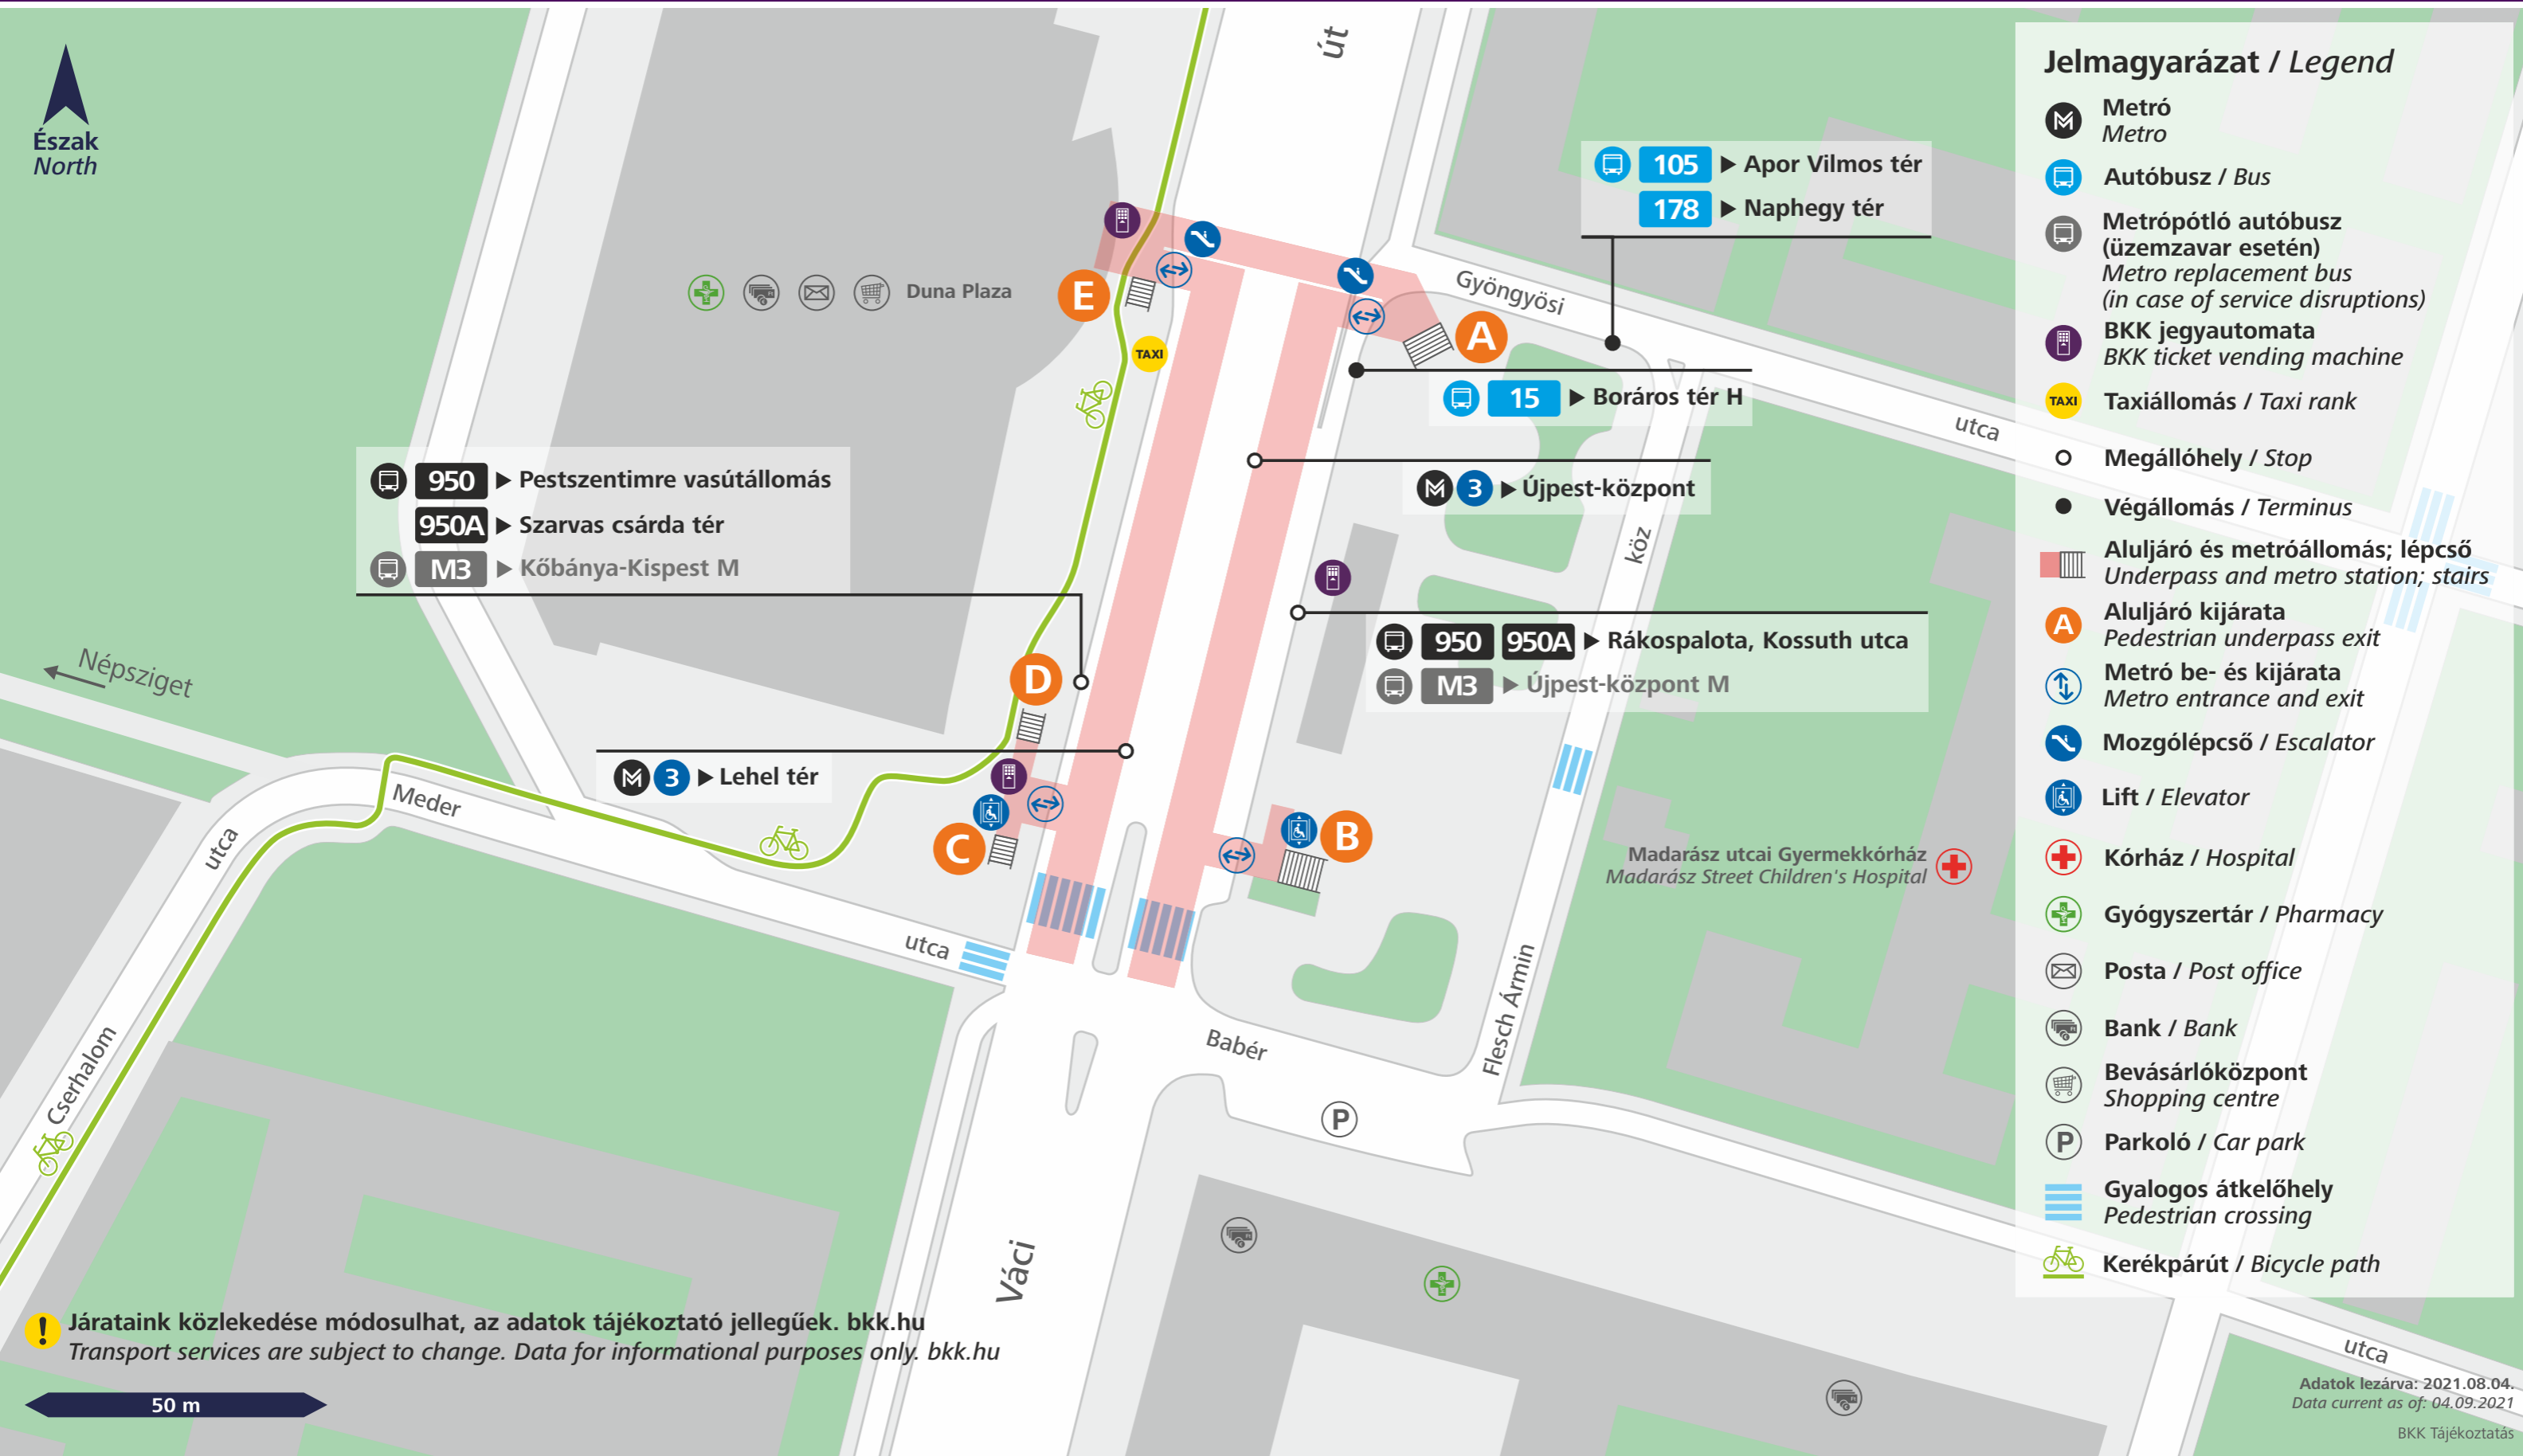 Észak
North
út
105 Apor Vilmos tér
178 Naphegy tér
Gyöngyösi
utca
E
A
TAXI
Duna Plaza
15 Boráros tér H
950 Pestszentimre vasútállomás
950A Szarvas csárda tér
M3 Kőbánya-Kispest M
M 3 Újpest-központ
köz
950 950A Rákospalota, Kossuth utca
M3 Újpest-központ M
Népsziget
D
M 3 Lehel tér
Meder
utca
C
B
Madarász utcai Gyermekkórház
Madarász Street Children's Hospital
utca
Flesch Ármin
Babér
Cserhalom
P
Váci
utca
! Járataink közlekedése módosulhat, az adatok tájékoztató jellegűek. bkk.hu
Transport services are subject to change. Data for informational purposes only. bkk.hu
50 m
Jelmagyarázat / Legend
M Metró
Metro
Autóbusz / Bus
Metrópótló autóbusz
(üzemzavar esetén)
Metro replacement bus
(in case of service disruptions)
BKK jegyautomata
BKK ticket vending machine
TAXI Taxiállomás / Taxi rank
Megállóhely / Stop
Végállomás / Terminus
Aluljáró és metróállomás; lépcső
Underpass and metro station; stairs
A Aluljáró kijárata
Pedestrian underpass exit
Metró be- és kijárata
Metro entrance and exit
Mozgólépcső / Escalator
Lift / Elevator
Kórház / Hospital
Gyógyszertár / Pharmacy
Posta / Post office
Bank / Bank
Bevásárlóközpont
Shopping centre
P Parkoló / Car park
Gyalogos átkelőhely
Pedestrian crossing
Kerékpárút / Bicycle path
Adatok lezárva: 2021.08.04.
Data current as of: 04.09.2021
BKK Tájékoztatás